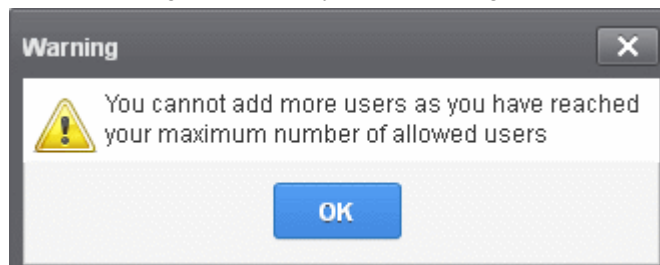 Warning
You cannot add more users as you have reached
your maximum number of allowed users
OK